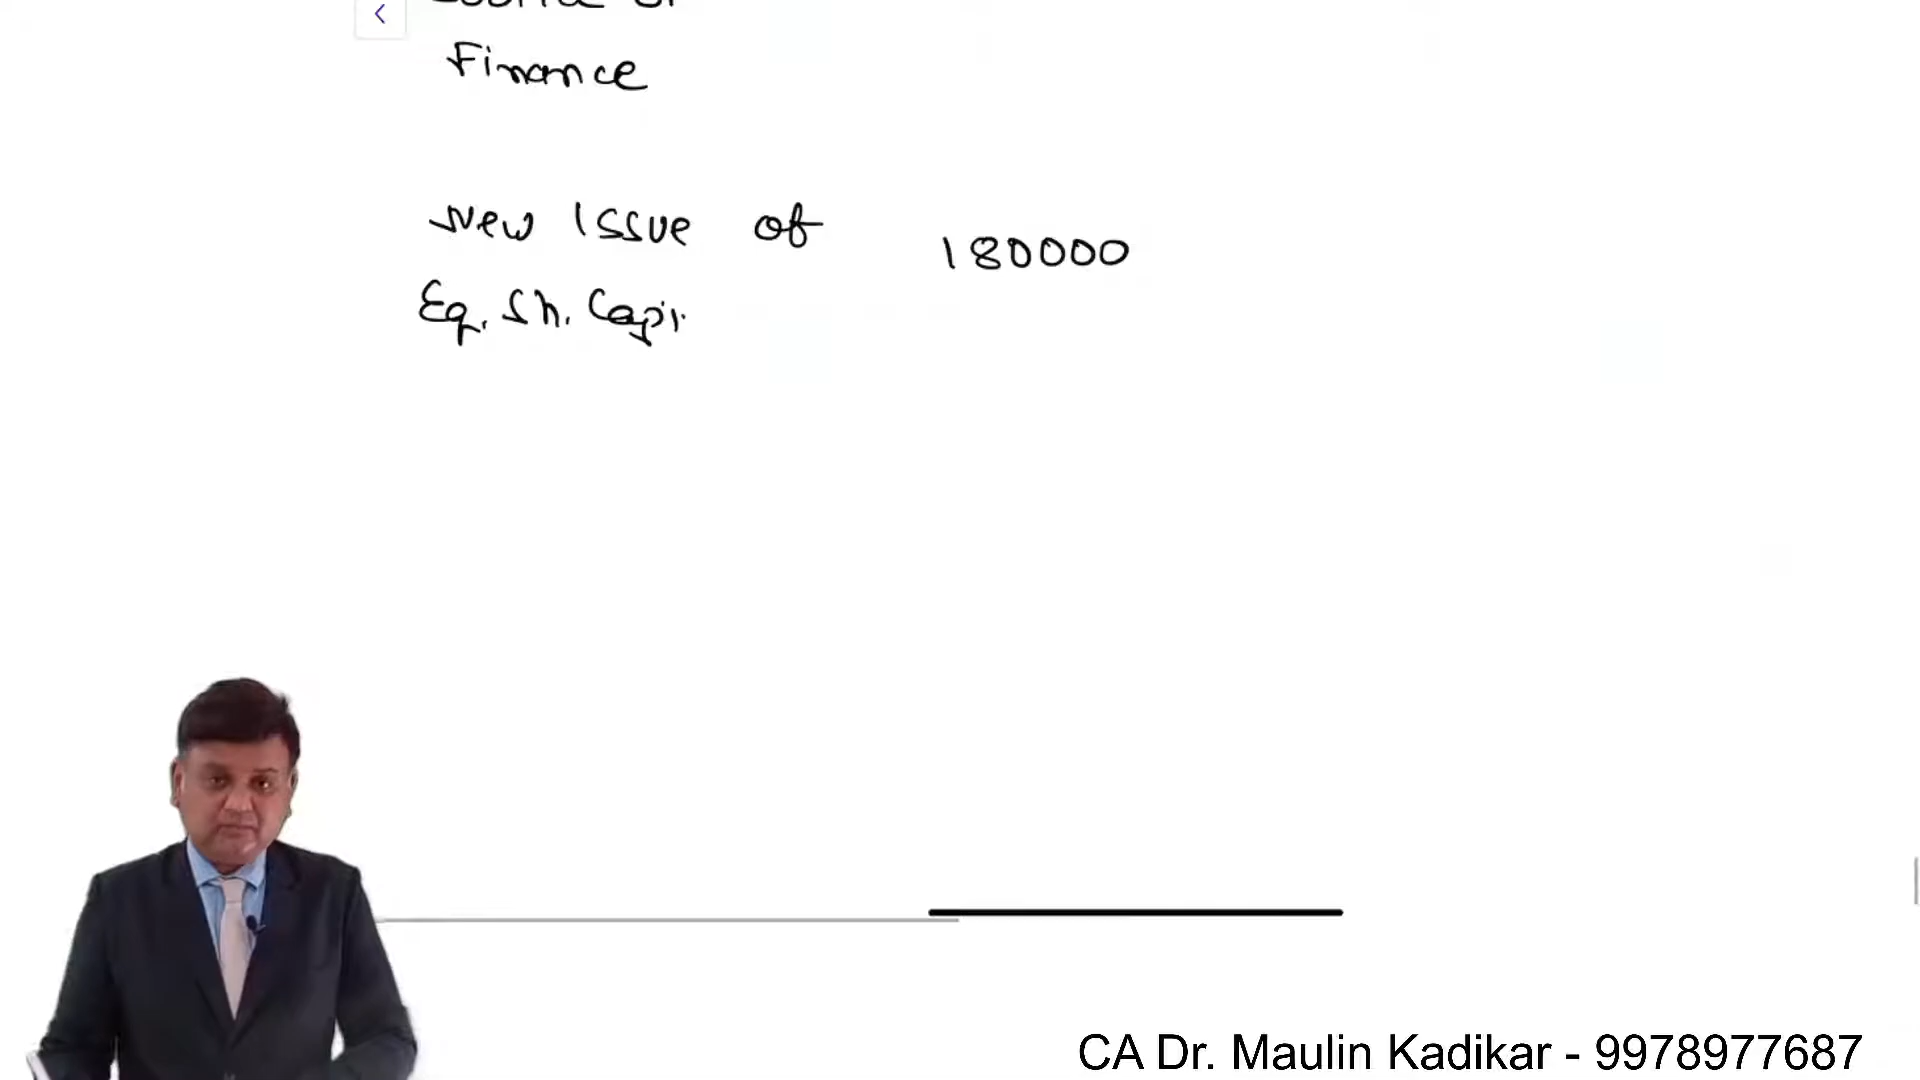 Finance
New Issue of 180000
Eq. Sh. Capi.
CA Dr. Maulin Kadikar - 9978977687